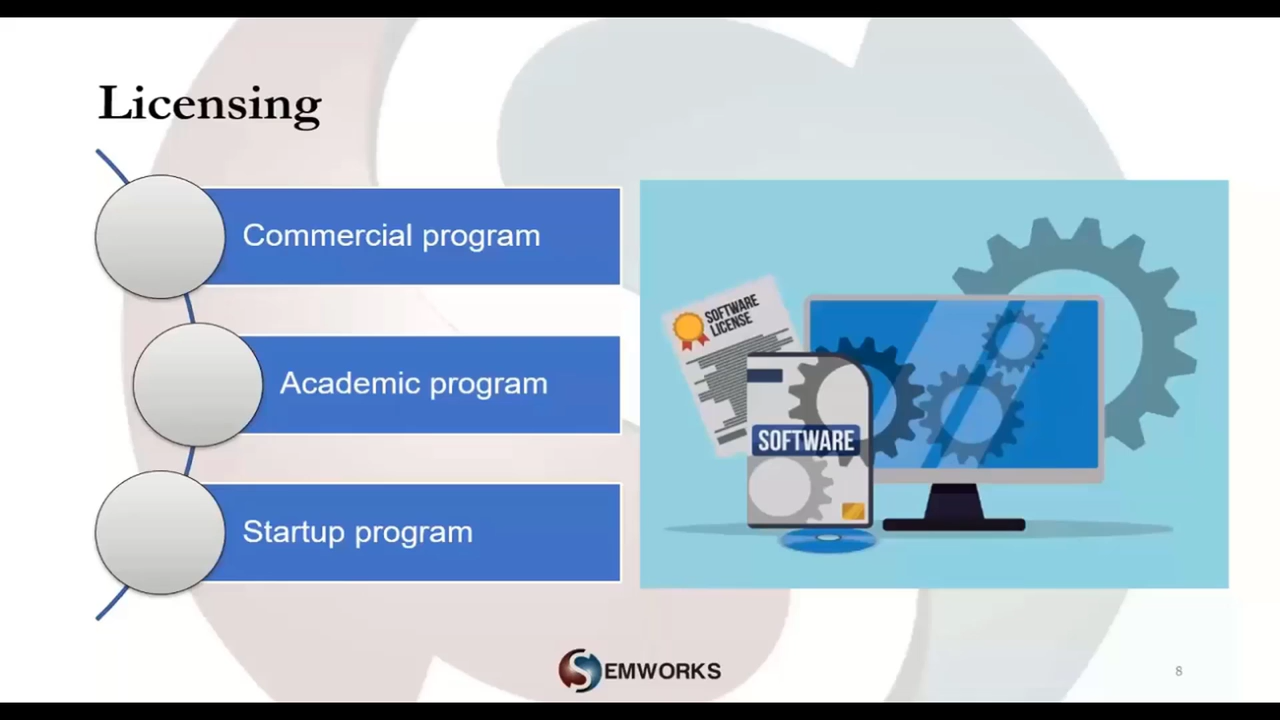 Licensing
Commercial program
Academic program
Startup program
SOFTWARE
LICENSE
SOFTWARE
EMWORKS
8